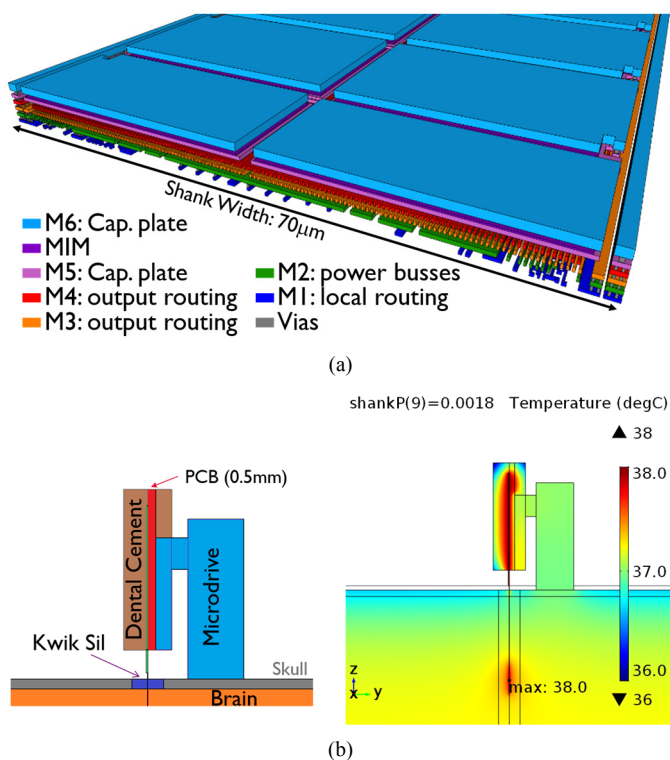 Shank Width: 70μm
M6: Cap. plate
MIM
M5: Cap. plate
M2: power busses
M4: output routing
M1: local routing
M3: output routing
Vias
(a)
shankP(9)=0.0018 Temperature (degC)
▲ 38
PCB (0.5mm)
38.0
Dental Cement
Microdrive
37.0
Kwik Sil
Skull
Brain
z
x y
max: 38.0
36.0
▼ 36
(b)